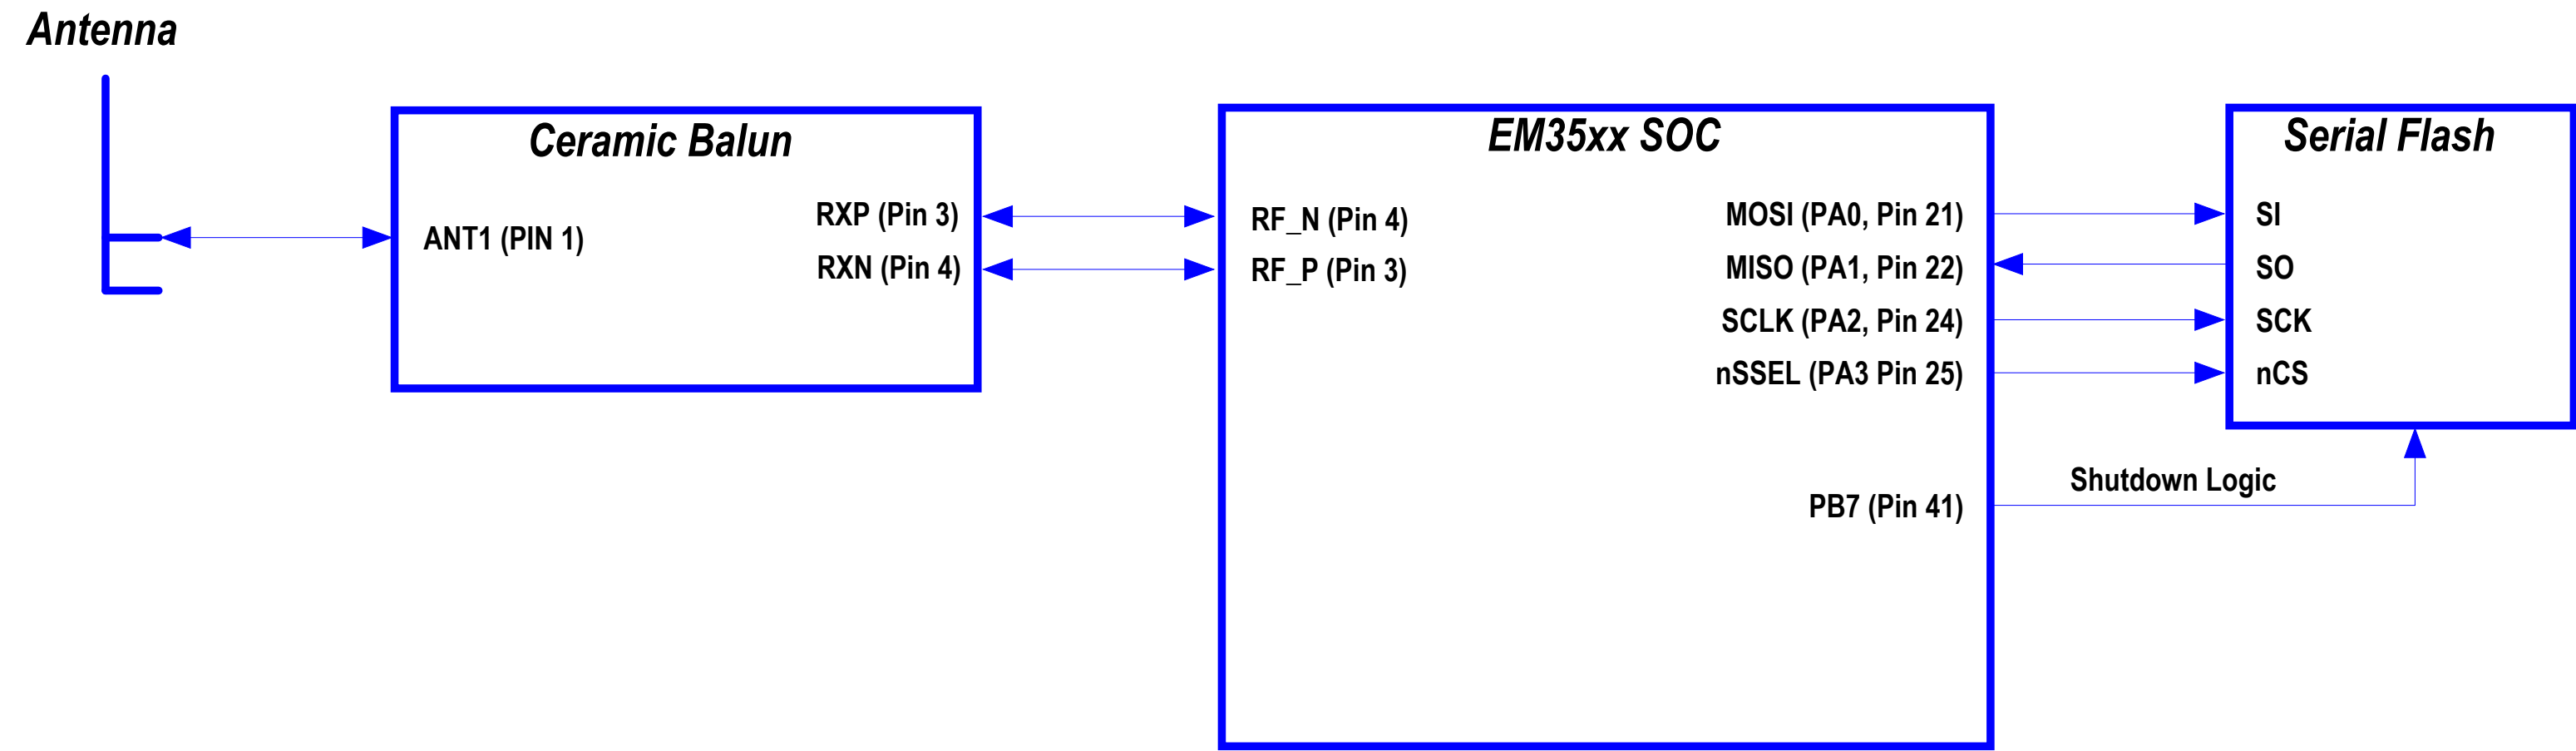 Antenna
Ceramic Balun
ANT1 (PIN 1)
RXP (Pin 3)
RXN (Pin 4)
EM35xx SOC
RF_N (Pin 4)
RF_P (Pin 3)
MOSI (PA0, Pin 21)
MISO (PA1, Pin 22)
SCLK (PA2, Pin 24)
nSSEL (PA3 Pin 25)
PB7 (Pin 41)
Serial Flash
SI
SO
SCK
nCS
Shutdown Logic